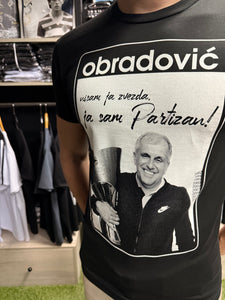 obradović
nisam ja zvezda,
ja sam Partizan!